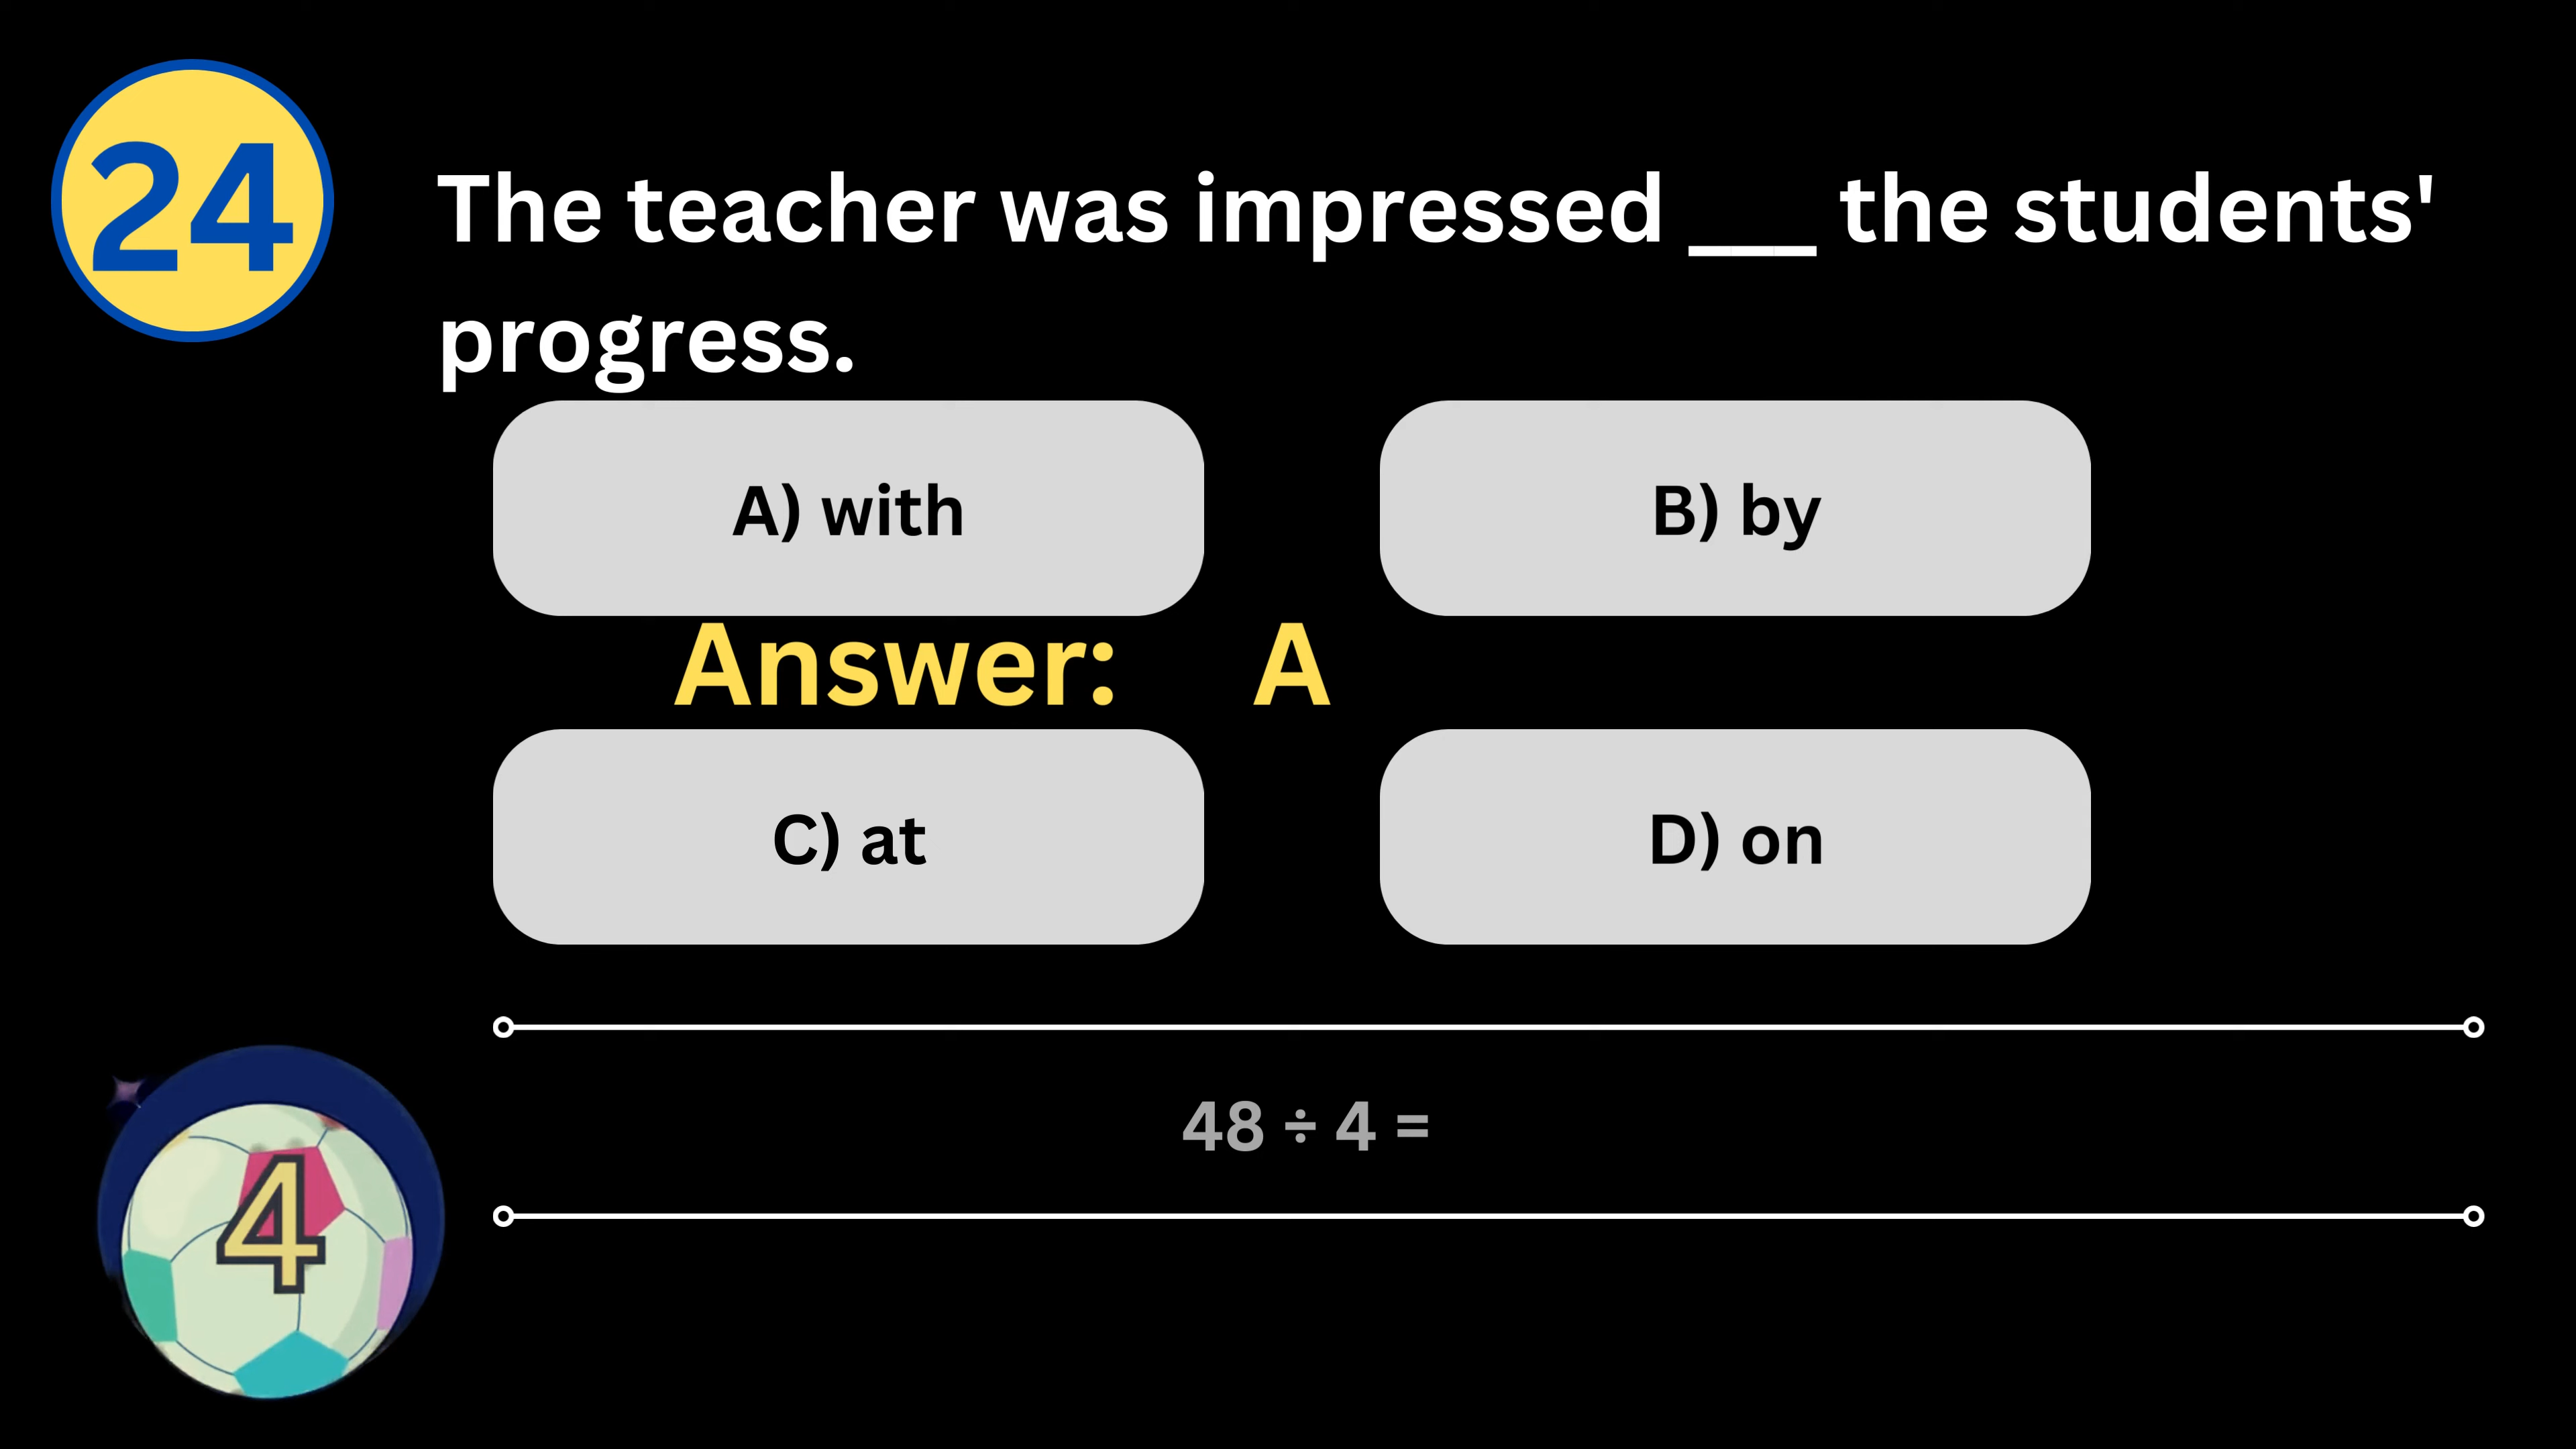 24
The teacher was impressed ___ the students'
progress.
A) with
B) by
Answer: A
C) at
D) on
48 ÷ 4 =
4